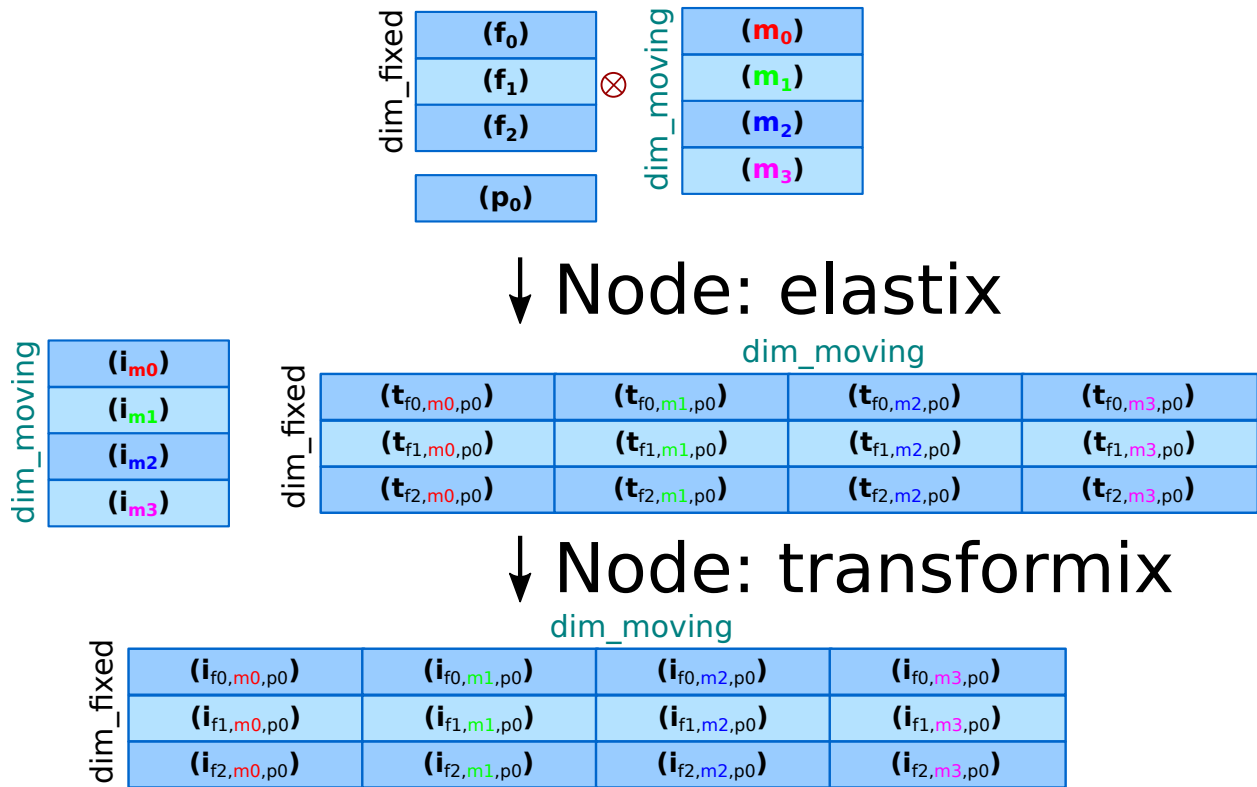 dim_fixed
(f0)
(f1)
(f2)
(p0)
⊗
dim_moving
(m0)
(m1)
(m2)
(m3)
↓ Node: elastix
dim_moving
(im0)
(im1)
(im2)
(im3)
dim_moving
dim_fixed
(tf0,m0,p0) (tf0,m1,p0) (tf0,m2,p0) (tf0,m3,p0)
(tf1,m0,p0) (tf1,m1,p0) (tf1,m2,p0) (tf1,m3,p0)
(tf2,m0,p0) (tf2,m1,p0) (tf2,m2,p0) (tf2,m3,p0)
↓ Node: transformix
dim_moving
dim_fixed
(if0,m0,p0) (if0,m1,p0) (if0,m2,p0) (if0,m3,p0)
(if1,m0,p0) (if1,m1,p0) (if1,m2,p0) (if1,m3,p0)
(if2,m0,p0) (if2,m1,p0) (if2,m2,p0) (if2,m3,p0)